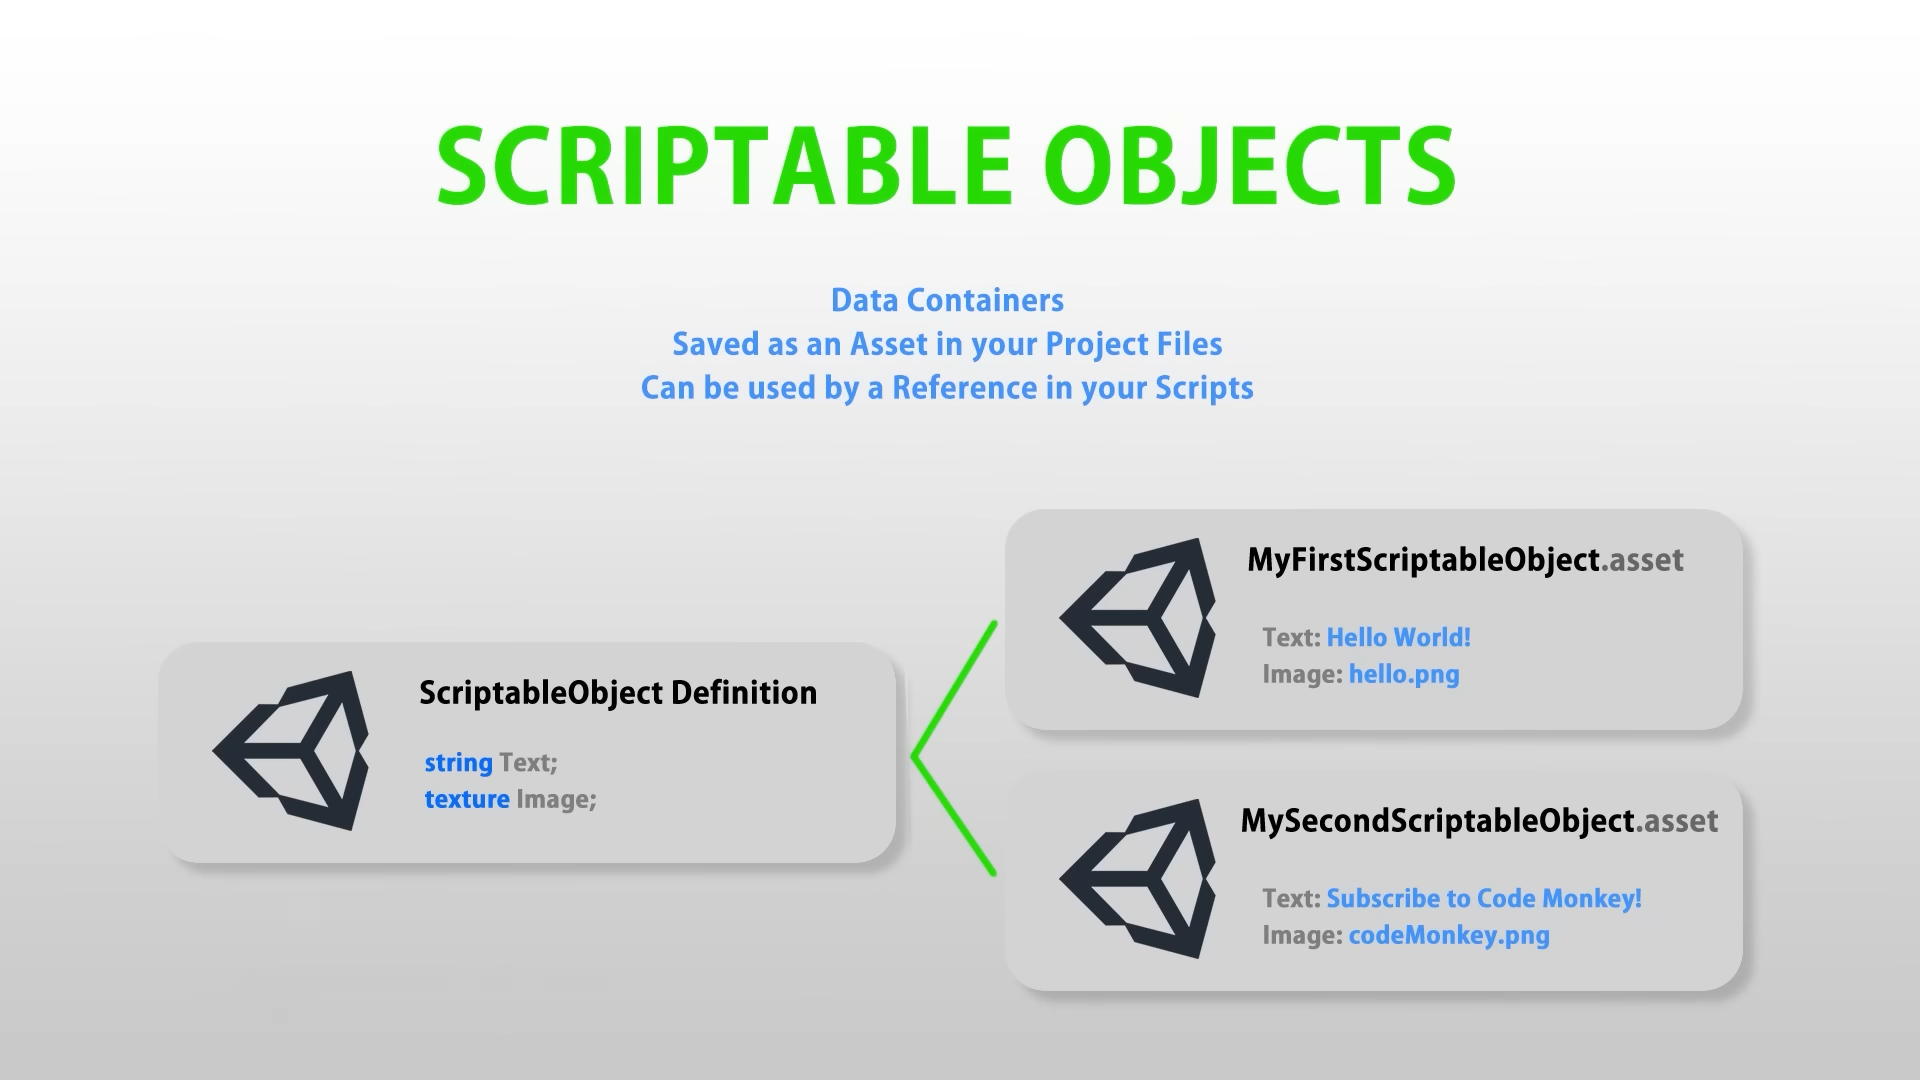 SCRIPTABLE OBJECTS
Data Containers
Saved as an Asset in your Project Files
Can be used by a Reference in your Scripts
ScriptableObject Definition
string Text;
texture Image;
MyFirstScriptableObject.asset
Text: Hello World!
Image: hello.png
MySecondScriptableObject.asset
Text: Subscribe to Code Monkey!
Image: codeMonkey.png